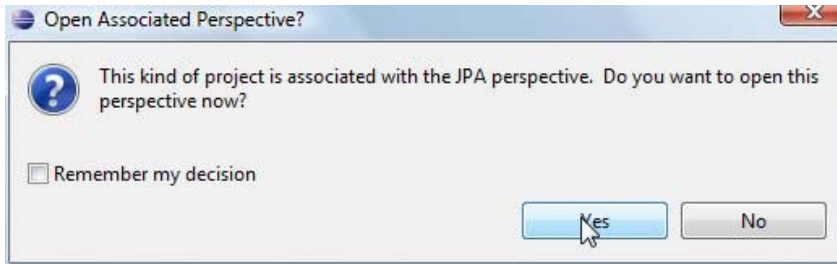 Open Associated Perspective?
This kind of project is associated with the JPA perspective. Do you want to open this
perspective now?
Remember my decision
Yes
No